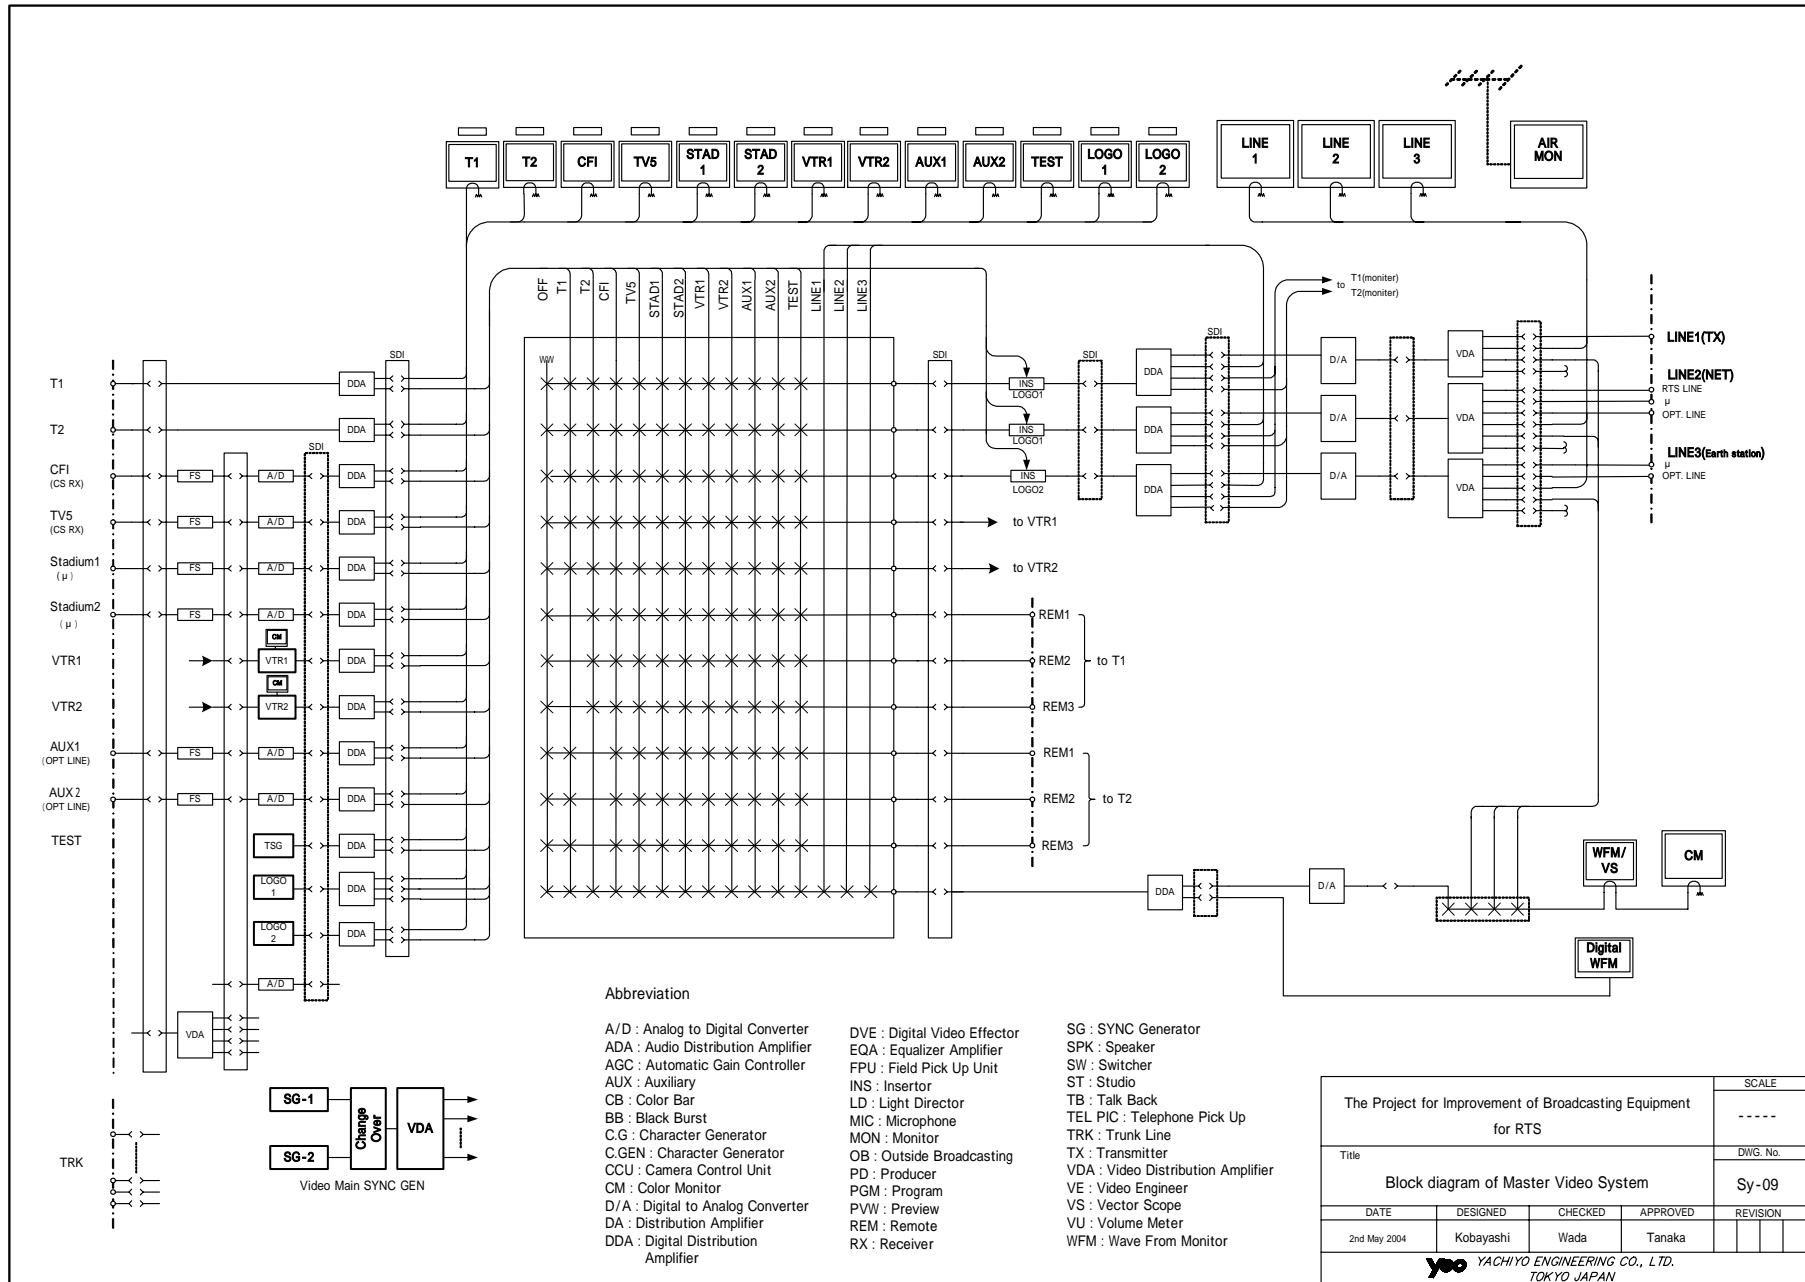 T1
T2
CFI
TV5
STAD
1
STAD
2
VTR1
VTR2
AUX1
AUX2
TEST
LOGO
1
LOGO
2
LINE
1
LINE
2
LINE
3
AIR
MON
OFF
T1
T2
CFI
TV5
STAD1
STAD2
VTR1
VTR2
AUX1
AUX2
TEST
LINE1
LINE2
LINE3
to
T1(moniter)
T2(moniter)
SDI
SDI
SDI
SDI
SDI
WW
T1
DDA
INS
LOGO1
DDA
D/A
VDA
LINE1(TX)
T2
DDA
INS
LOGO1
DDA
D/A
VDA
LINE2(NET)
RTS LINE
μ
OPT. LINE
CFI
(CS RX)
FS
A/D
DDA
INS
LOGO2
DDA
D/A
VDA
LINE3(Earth station)
μ
OPT. LINE
TV5
(CS RX)
FS
A/D
DDA
to VTR1
Stadium1
(μ)
FS
A/D
DDA
to VTR2
Stadium2
(μ)
FS
A/D
DDA
REM1
VTR1
CM
VTR1
DDA
REM2
to T1
VTR2
CM
VTR2
DDA
REM3
AUX1
(OPT LINE)
FS
A/D
DDA
REM1
AUX2
(OPT LINE)
FS
A/D
DDA
REM2
to T2
TEST
TSG
DDA
REM3
LOGO
1
DDA
DDA
D/A
WFM/
VS
CM
LOGO
2
DDA
Digital
WFM
A/D
VDA
TRK
SG-1
SG-2
Change
Over
VDA
Video Main SYNC GEN
Abbreviation
A/D : Analog to Digital Converter
ADA : Audio Distribution Amplifier
AGC : Automatic Gain Controller
AUX : Auxiliary
CB : Color Bar
BB : Black Burst
C.G : Character Generator
C.GEN : Character Generator
CCU : Camera Control Unit
CM : Color Monitor
D/A : Digital to Analog Converter
DA : Distribution Amplifier
DDA : Digital Distribution
Amplifier
DVE : Digital Video Effector
EQA : Equalizer Amplifier
FPU : Field Pick Up Unit
INS : Insertor
LD : Light Director
MIC : Microphone
MON : Monitor
OB : Outside Broadcasting
PD : Producer
PGM : Program
PVW : Preview
REM : Remote
RX : Receiver
SG : SYNC Generator
SPK : Speaker
SW : Switcher
ST : Studio
TB : Talk Back
TEL PIC : Telephone Pick Up
TRK : Trunk Line
TX : Transmitter
VDA : Video Distribution Amplifier
VE : Video Engineer
VS : Vector Scope
VU : Volume Meter
WFM : Wave From Monitor
The Project for Improvement of Broadcasting Equipment
for RTS
SCALE
-----
Title
Block diagram of Master Video System
DWG. No.
Sy-09
DATE
DESIGNED
CHECKED
APPROVED
REVISION
2nd May 2004
Kobayashi
Wada
Tanaka
yeo YACHIYO ENGINEERING CO., LTD.
TOKYO JAPAN